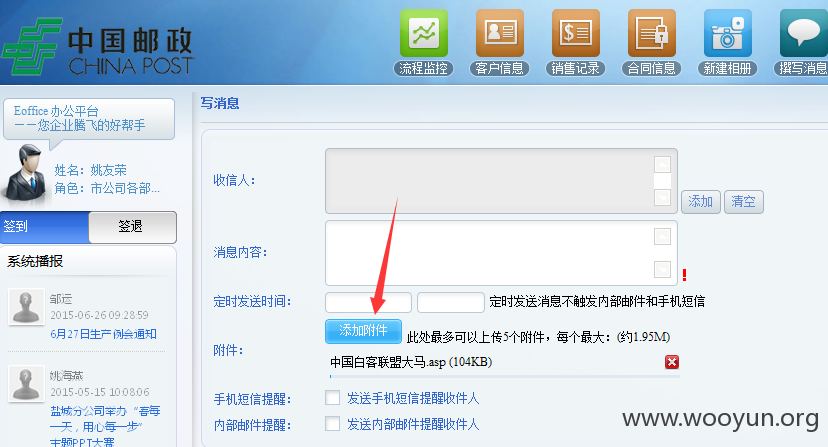 中国邮政
CHINA POST
流程监控
客户信息
销售记录
合同信息
新建相册
撰写消息
Eoffice 办公平台
－－您企业腾飞的好帮手
姓名：姚友荣
角色：市公司各部...
签到
签退
系统播报
邹运
2015-06-26 09:28:59
6月27日生产例会通知
姚海燕
2015-05-15 10:08:06
盐城分公司举办“春每
一天，用心每一步”
主题PPT大赛
写消息
收信人：
添加
清空
消息内容：
!
定时发送时间：
定时发送消息不触发内部邮件和手机短信
附件：
添加附件
此处最多可以上传5个附件，每个最大：(约1.95M)
中国白客联盟大马.asp (104KB)
手机短信提醒：
发送手机短信提醒收件人
内部邮件提醒：
发送内部邮件提醒收件人
www.wooyun.org